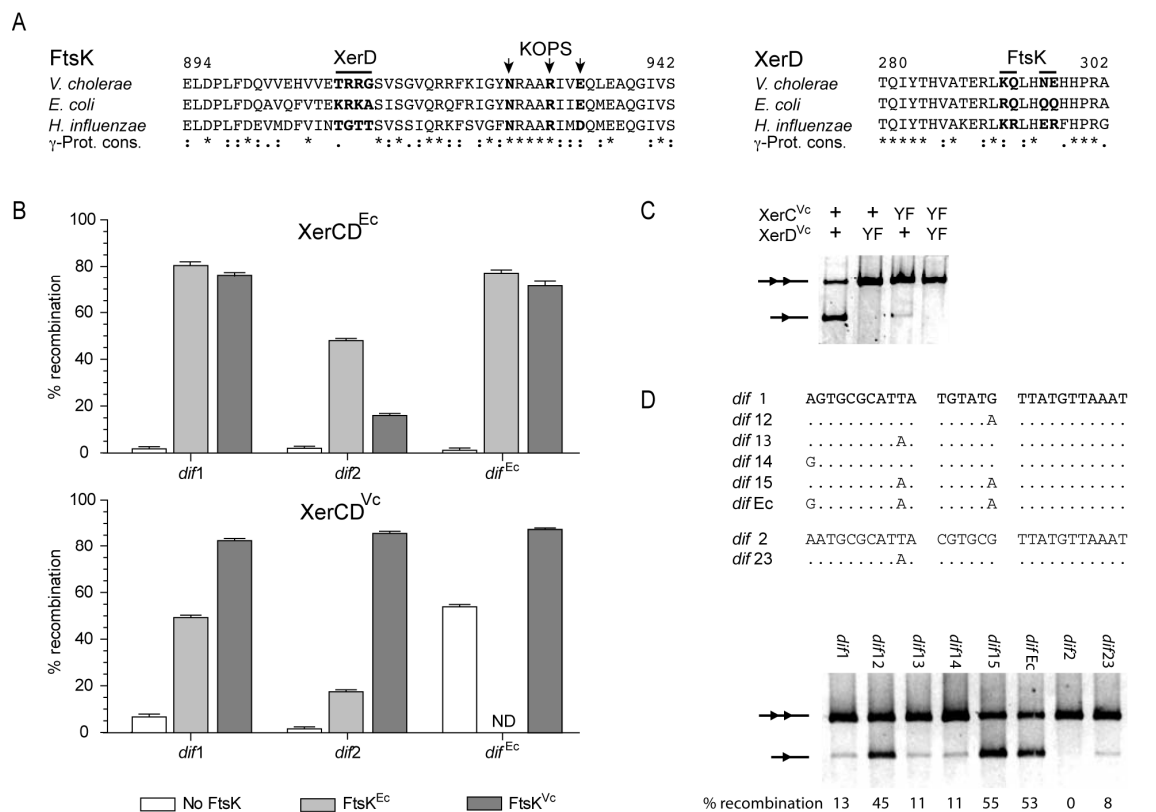 A
FtsK
XerD
KOPS
894
942
V. cholerae ELDPLFDQVVEHVVETRRGSVSGVQRRFKIGYNRAARIVEQLEAQGIVS
E. coli ELDPLFDQAVQFVTEKRKASISGVQRRFRIGYNRAARIIEQMEAQGIVS
H. influenzae ELDPLFDEVMDFVINTGTTSVSSIQRKFSVGFNRAARIMDQMEEQGIVS
γ-Prot. cons.
XerD
FtsK
280
302
V. cholerae TQIYTHVATERLKQLHNEHHPRA
E. coli TQIYTHVATERLRQLHQQHHPRA
H. influenzae TQIYTHVAKERLKRLHERFHPRG
γ-Prot. cons.
B
XerCD^Ec
% recombination
100
80
60
40
20
0
dif1
dif2
dif^Ec
XerCD^Vc
% recombination
100
80
60
40
20
0
ND
dif1
dif2
dif^Ec
No FtsK
FtsK^Ec
FtsK^Vc
C
XerC^Vc + + YF YF
XerD^Vc + YF + YF
D
dif 1 AGTGCGCATTA TGTATG TTATGTTAAAT
dif 12 ........... .....A ...........
dif 13 .........A. ...... ...........
dif 14 G.......... ...... ...........
dif 15 .........A. .....A ...........
dif Ec G........A. .....A ...........
dif 2 AATGCGCATTA CGTGCG TTATGTTAAAT
dif 23 .........A. ...... ...........
dif1 dif12 dif13 dif14 dif15 dif Ec dif2 dif23
% recombination 13 45 11 11 55 53 0 8